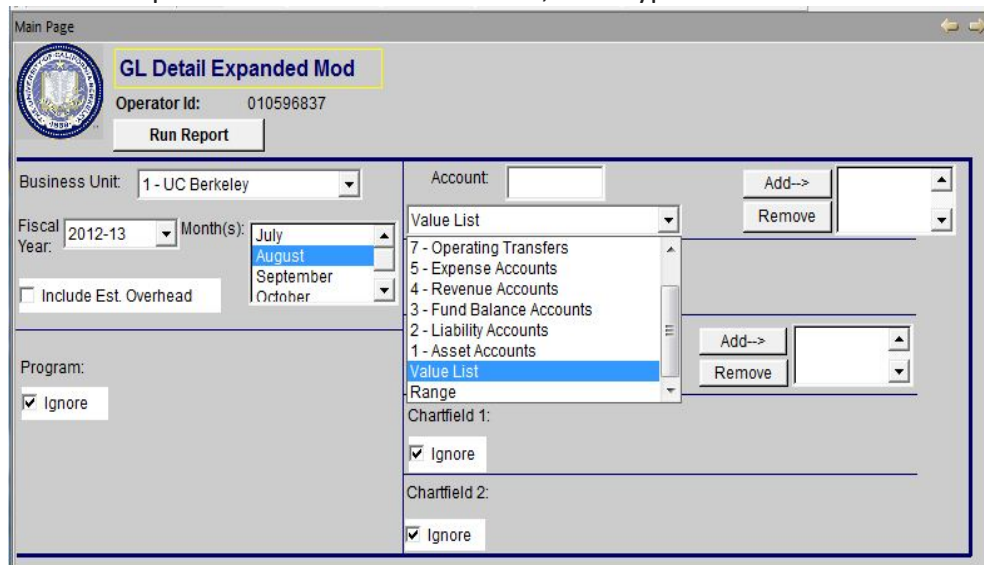 Main Page
GL Detail Expanded Mod
Operator Id: 010596837
Run Report
Business Unit: 1 - UC Berkeley
Fiscal Year: 2012-13
Month(s): July
August
September
October
Include Est. Overhead
Program:
Ignore
Account:
Add-->
Remove
Value List
7 - Operating Transfers
5 - Expense Accounts
4 - Revenue Accounts
3 - Fund Balance Accounts
2 - Liability Accounts
1 - Asset Accounts
Value List
Range
Add-->
Remove
Chartfield 1:
Ignore
Chartfield 2:
Ignore